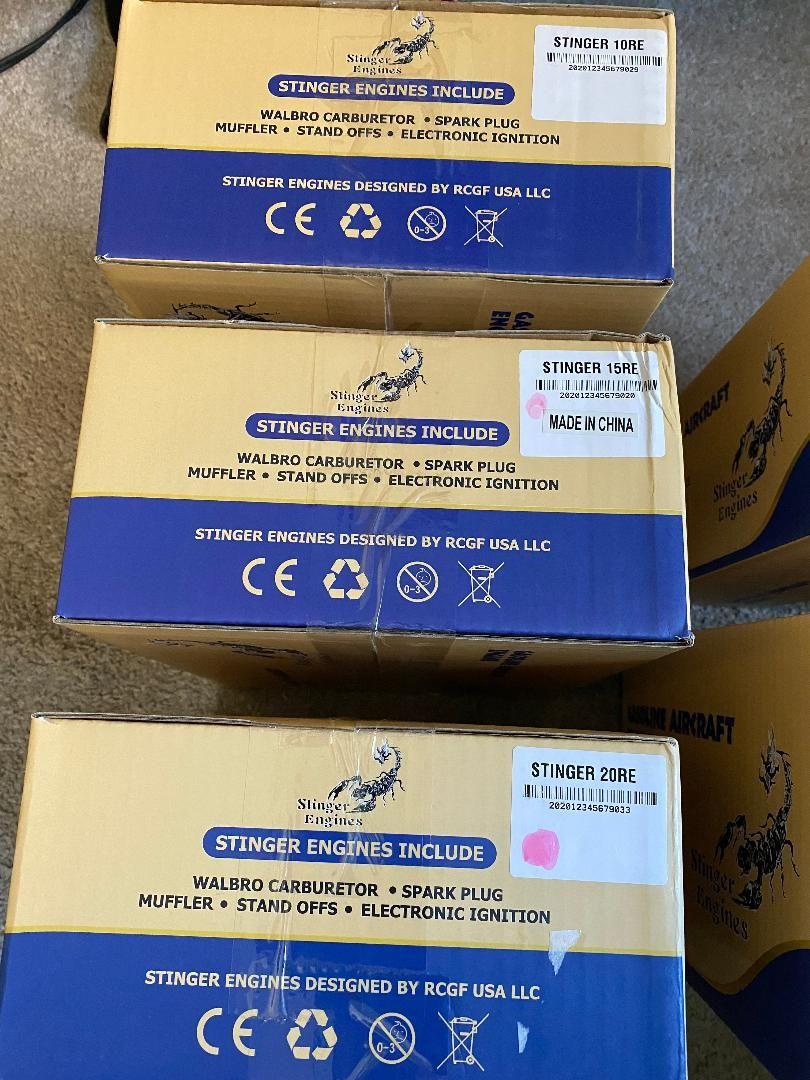 Stinger
Engines
STINGER 10RE
202012345679029
STINGER ENGINES INCLUDE
WALBRO CARBURETOR • SPARK PLUG
MUFFLER • STAND OFFS • ELECTRONIC IGNITION
STINGER ENGINES DESIGNED BY RCGF USA LLC
CE
0-3
Stinger
Engines
STINGER 15RE
202012345679020
MADE IN CHINA
STINGER ENGINES INCLUDE
WALBRO CARBURETOR • SPARK PLUG
MUFFLER • STAND OFFS • ELECTRONIC IGNITION
STINGER ENGINES DESIGNED BY RCGF USA LLC
CE
0-3
Stinger
Engines
STINGER 20RE
202012345679033
STINGER ENGINES INCLUDE
WALBRO CARBURETOR • SPARK PLUG
MUFFLER • STAND OFFS • ELECTRONIC IGNITION
STINGER ENGINES DESIGNED BY RCGF USA LLC
CE
0-3
AIRCRAFT
Stinger
Engines
GASOLINE AIRCRAFT
Stinger
Engines